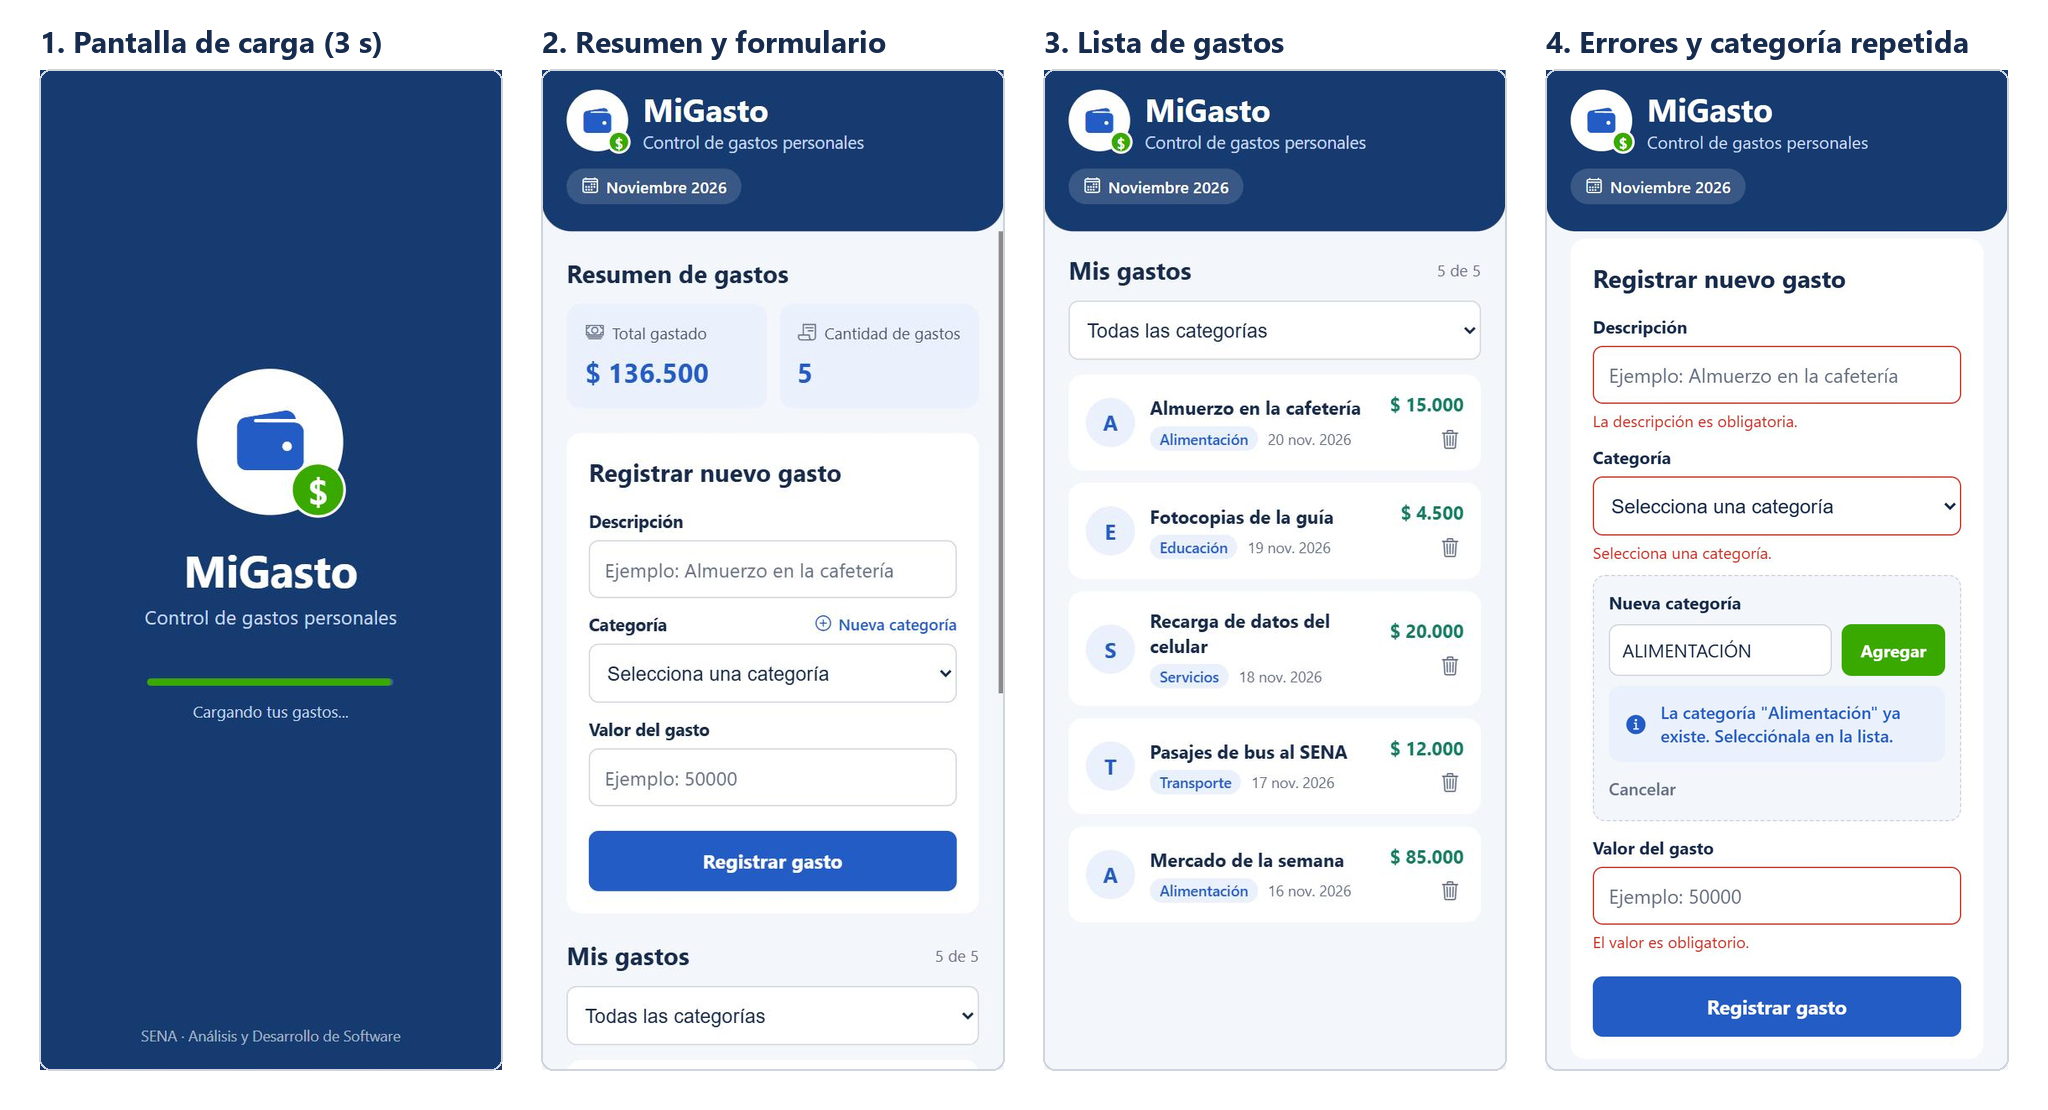 1. Pantalla de carga (3 s)
$
MiGasto
Control de gastos personales
Cargando tus gastos...
SENA · Análisis y Desarrollo de Software
2. Resumen y formulario
$
MiGasto
Control de gastos personales
Noviembre 2026
Resumen de gastos
Total gastado
$ 136.500
Cantidad de gastos
5
Registrar nuevo gasto
Descripción
Ejemplo: Almuerzo en la cafetería
Categoría
Nueva categoría
Selecciona una categoría
Valor del gasto
Ejemplo: 50000
Registrar gasto
Mis gastos
5 de 5
Todas las categorías
3. Lista de gastos
$
MiGasto
Control de gastos personales
Noviembre 2026
Mis gastos
5 de 5
Todas las categorías
A
Almuerzo en la cafetería
$ 15.000
Alimentación
20 nov. 2026
E
Fotocopias de la guía
$ 4.500
Educación
19 nov. 2026
S
Recarga de datos del
celular
$ 20.000
Servicios
18 nov. 2026
T
Pasajes de bus al SENA
$ 12.000
Transporte
17 nov. 2026
A
Mercado de la semana
$ 85.000
Alimentación
16 nov. 2026
4. Errores y categoría repetida
$
MiGasto
Control de gastos personales
Noviembre 2026
Registrar nuevo gasto
Descripción
Ejemplo: Almuerzo en la cafetería
La descripción es obligatoria.
Categoría
Selecciona una categoría
Selecciona una categoría.
Nueva categoría
ALIMENTACIÓN
Agregar
La categoría "Alimentación" ya
existe. Selecciónala en la lista.
Cancelar
Valor del gasto
Ejemplo: 50000
El valor es obligatorio.
Registrar gasto